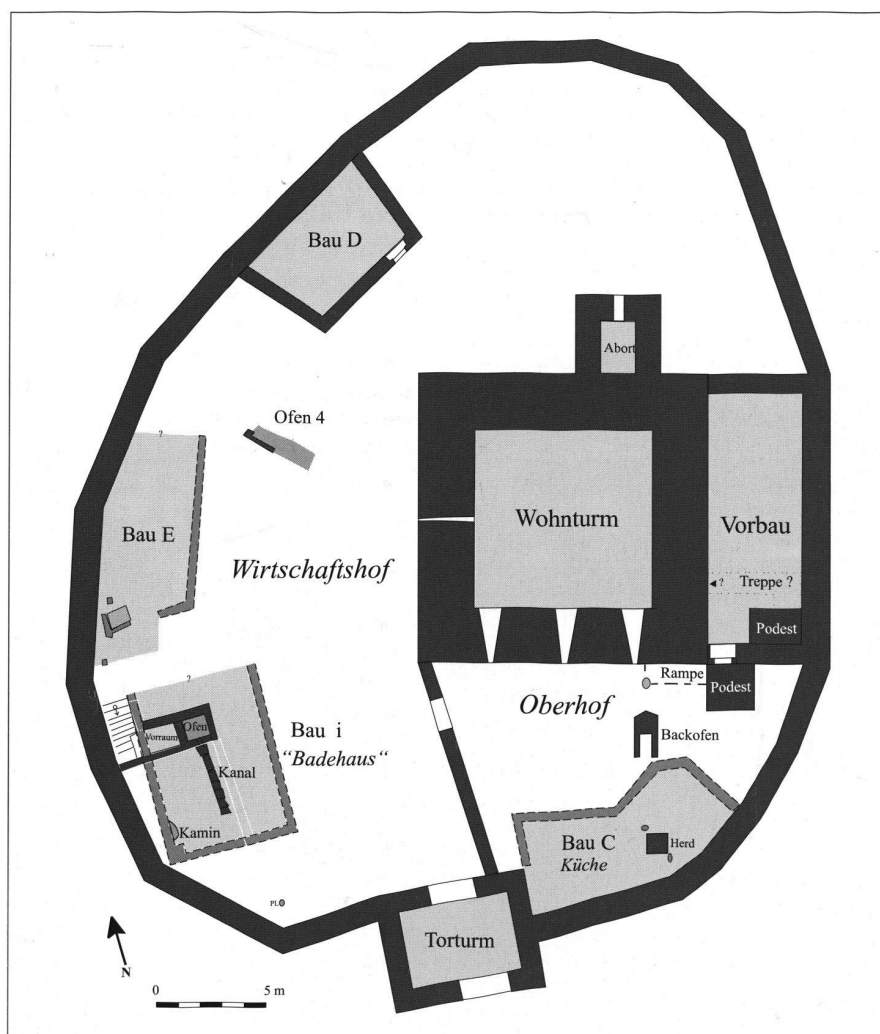 Bau D
Abort
Ofen 4
?
Bau E
Wohnturm
Vorbau
Wirtschaftshof
? Treppe ?
Podest
?
Rampe
Podest
Oberhof
Ofen
Vorraum
Bau i
"Badehaus“
Backofen
Kanal
Kamin
Bau C
Küche
Herd
PL
Torturm
N
0 5 m